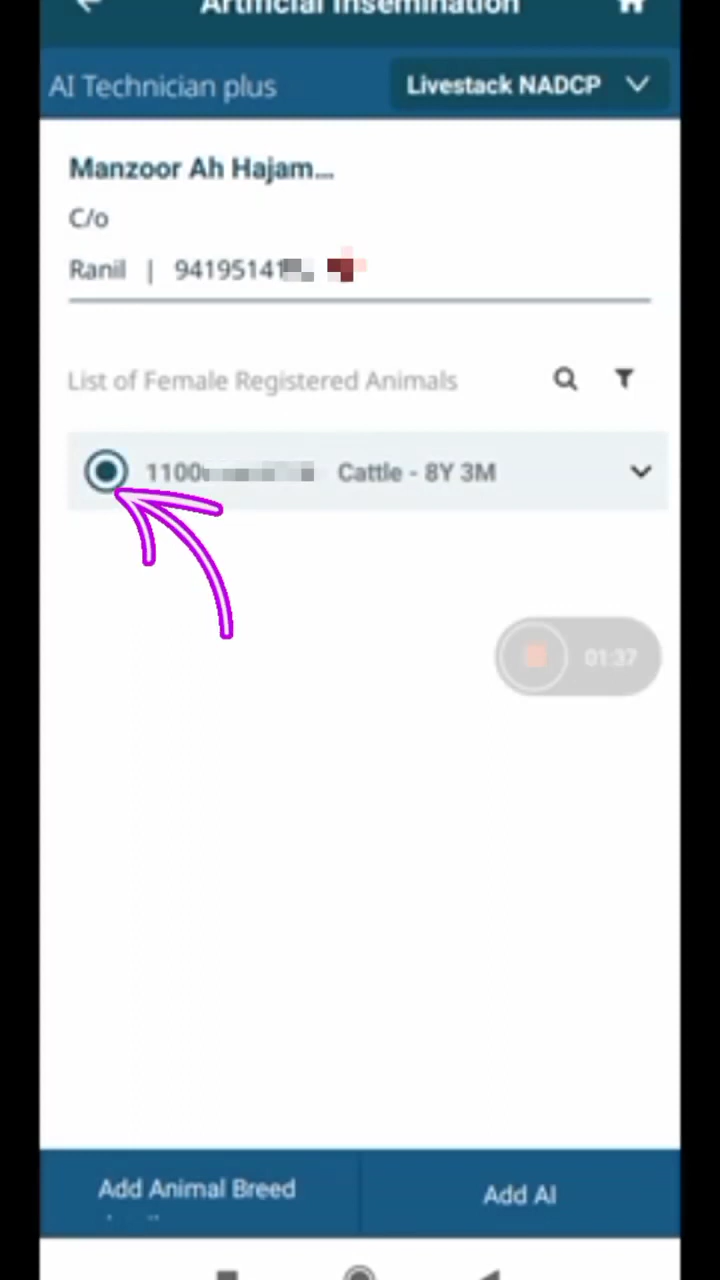 Artificial Insemination
AI Technician plus
Livestack NADCP
Manzoor Ah Hajam...
C/o
Ranil | 94195141
List of Female Registered Animals
1100 Cattle - 8Y 3M
01:37
Add Animal Breed
Add AI